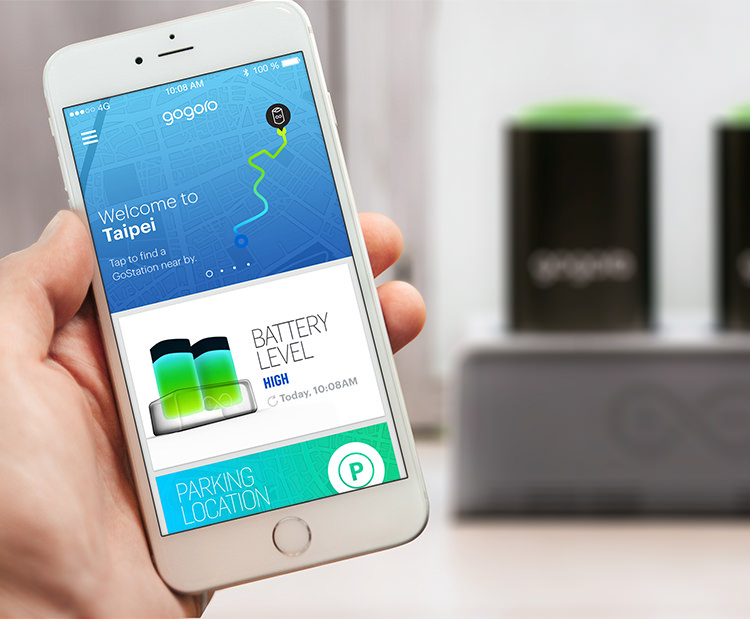 4G
10:08 AM
100 %
gogoro
Welcome to
Taipei
Tap to find a
GoStation near by.
BATTERY
LEVEL
HIGH
Today, 10:08AM
PARKING
LOCATION
P
gogoro